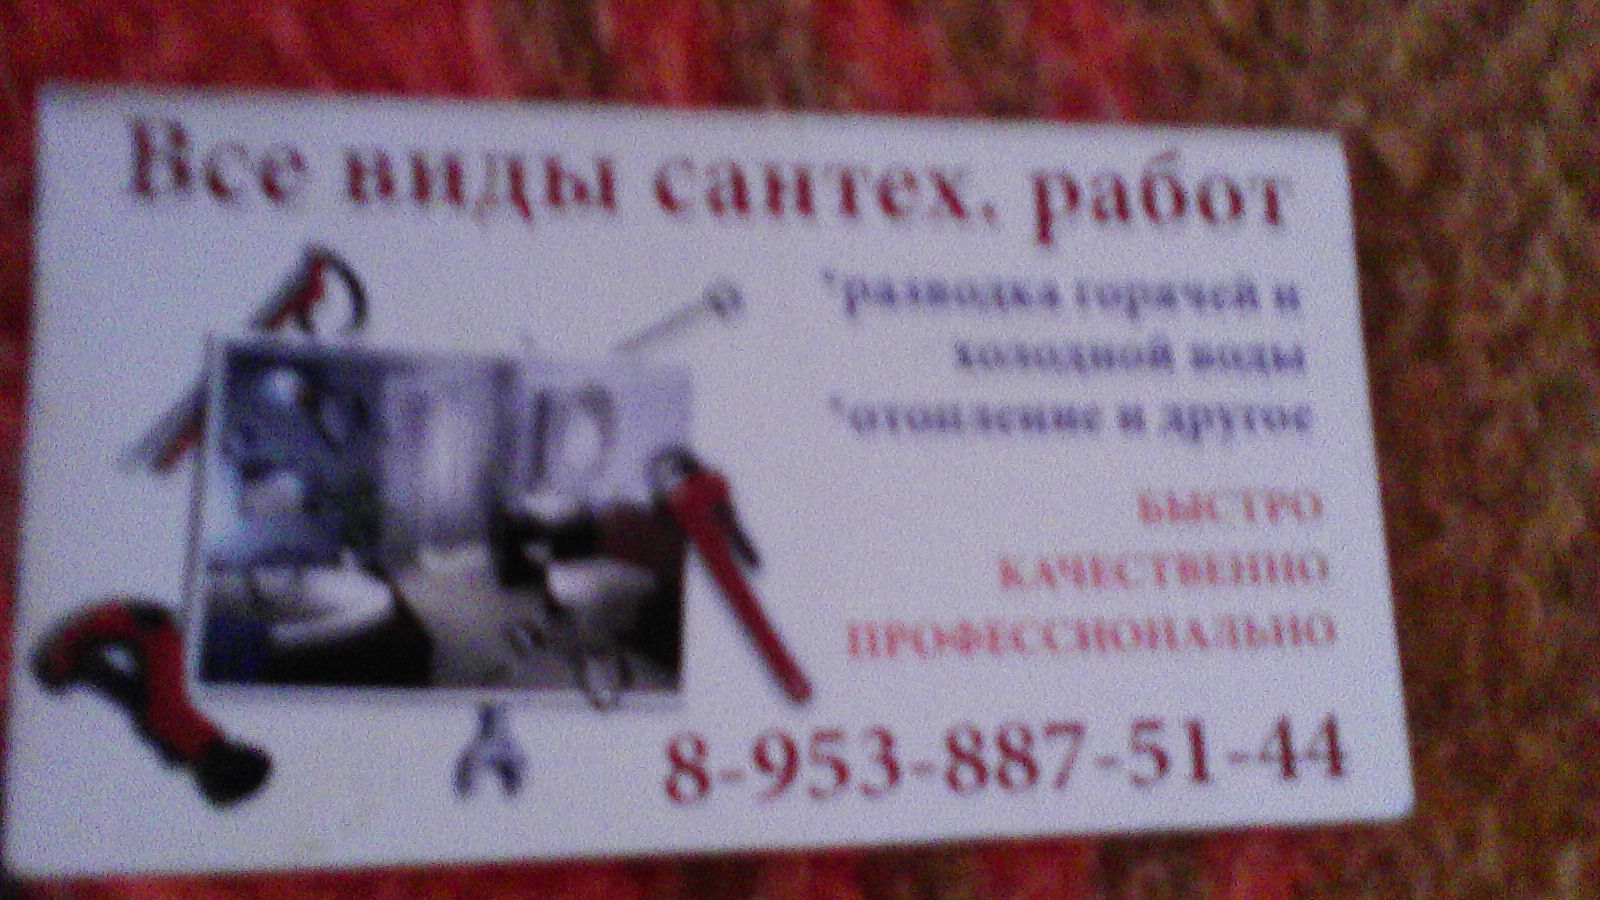 Все виды сантех. работ
*разводка горячей и
холодной воды
*отопление и другое
БЫСТРО
КАЧЕСТВЕННО
ПРОФЕССИОНАЛЬНО
8-953-887-51-44